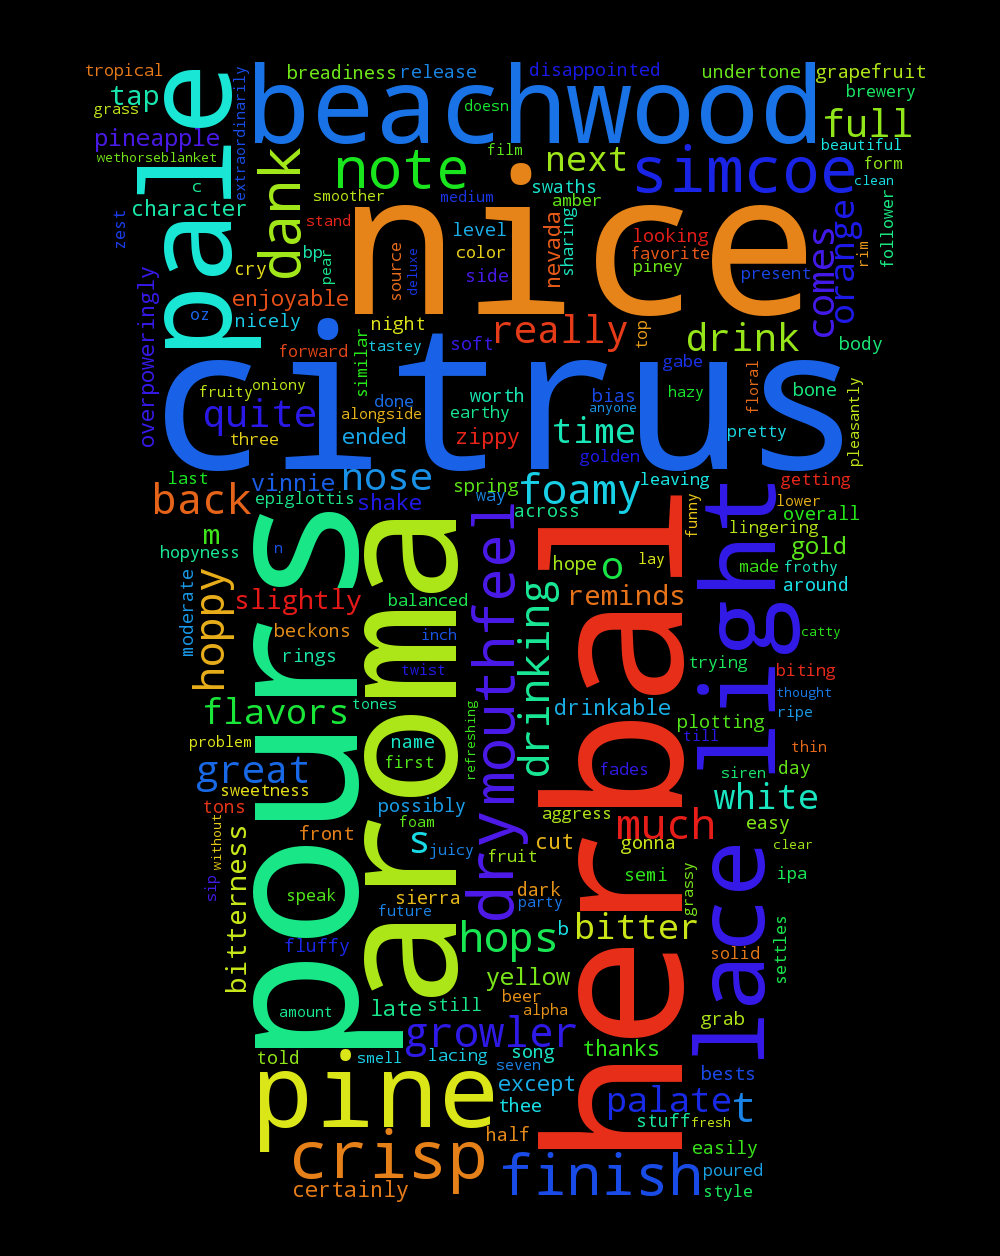 tropical
breadiness
release
disappointed
undertone
grapefruit
tap
pale
extraordinarily
beachwood
doesn
brewery
grass
full
pineapple
beautiful
wethorseblanket
note
film
next
simcoe
form
clean
c
dank
smoother
medium
swaths
amber
orange
follower
character
stand
nice
level
nevada
sharing
looking
comes
rim
zest
cry
bp
pear
source
deluxe
color
side
favorite
piney
present
enjoyable
overpoweringly
oz
nicely
night
really
top
drink
body
forward
similar
tastey
soft
gabe
citrus
fruity
oniony
done
worth
bias
hazy
floral
bone
pleasantly
quite
alongside
earthy
anyone
three
ended
zippy
time
pretty
golden
last
vinnie
nose
spring
foamy
leaving
getting
back
epiglottis
shake
way
across
funny
light
lower
overall
m
lingering
hopyness
n
mouthfeel
hope
o
lay
gold
made
frothy
moderate
hoppy
slightly
balanced
drinking
reminds
around
beckons
inch
catty
rings
twist
trying
biting
flavors
tones
drinkable
thought
plotting
ripe
problem
name
refreshing
till
thin
great
first
fades
siren
day
sweetness
tons
possibly
white
without
pours
aroma
foam
aggress
herbal
much
easy
front
s
juicy
cut
gonna
clear
bitterness
sip
fruit
dry
semi
grassy
lace
ipa
speak
sierra
dark
future
party
bitter
fluffy
hops
b
solid
settles
yellow
amount
late
still
beer
alpha
growler
grab
told
smell
lacing
song
thanks
seven
pine
except
bests
thee
palate
t
stuff
fresh
crisp
half
easily
certainly
finish
poured
style